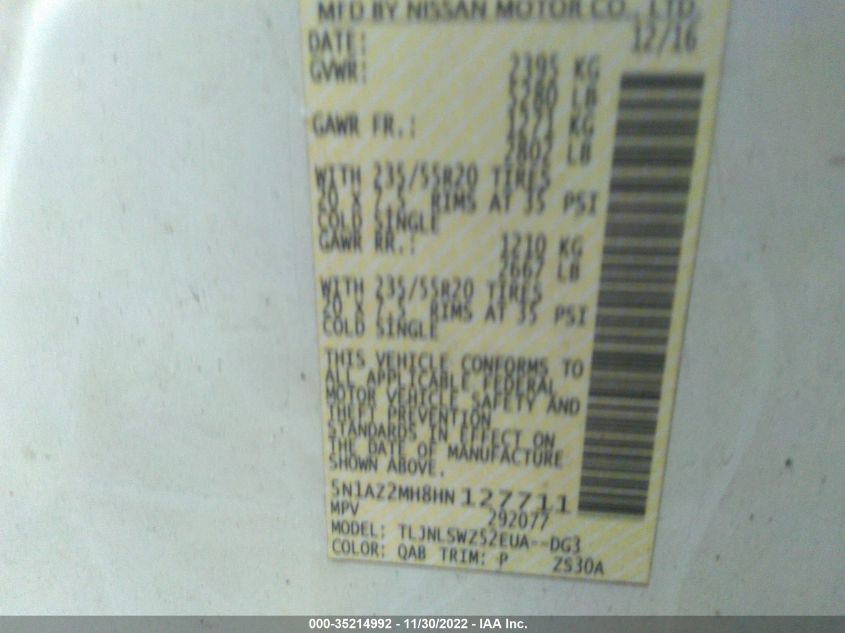 MFD BY NISSAN MOTOR CO., LTD.
DATE: 12/16
GVWR: 2395 KG
5280 LB
GAWR FR.: 1271 KG
2802 LB
WITH 235/55R20 TIRES
20 X 7.5 RIMS AT 35 PSI
COLD SINGLE
GAWR RR.: 1210 KG
2667 LB
WITH 235/55R20 TIRES
20 X 7.5 RIMS AT 35 PSI
COLD SINGLE
THIS VEHICLE CONFORMS TO
ALL APPLICABLE FEDERAL
MOTOR VEHICLE SAFETY AND
THEFT PREVENTION
STANDARDS IN EFFECT ON
THE DATE OF MANUFACTURE
SHOWN ABOVE.
5N1AZ2MH8HN 127711
MPV 292077
MODEL: TLJNLSWZ52EUA--DG3
COLOR: QAB TRIM: P ZS30A
000-35214992 - 11/30/2022 - IAA Inc.